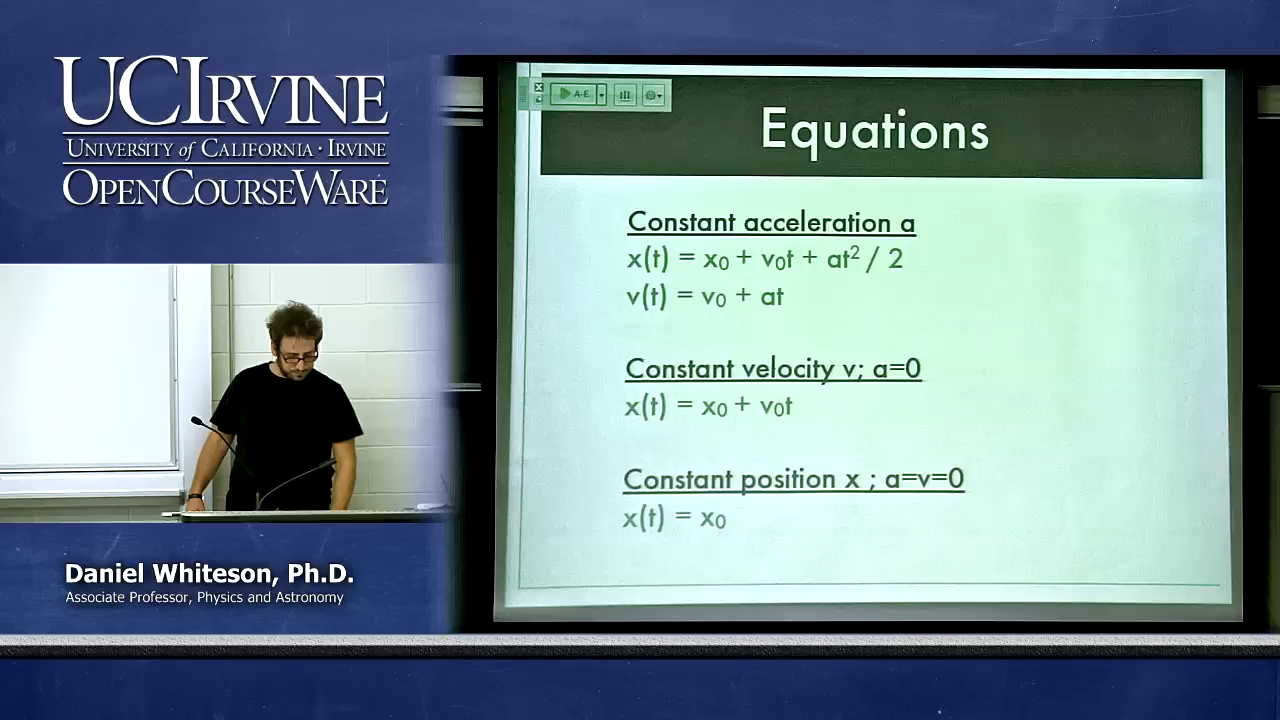 UCIRVINE
UNIVERSITY of CALIFORNIA · IRVINE
OPENCOURSEWARE
A-E
Equations
Constant acceleration a
x(t) = x₀ + v₀t + at² / 2
v(t) = v₀ + at
Constant velocity v; a=0
x(t) = x₀ + v₀t
Constant position x ; a=v=0
x(t) = x₀
Daniel Whiteson, Ph.D.
Associate Professor, Physics and Astronomy